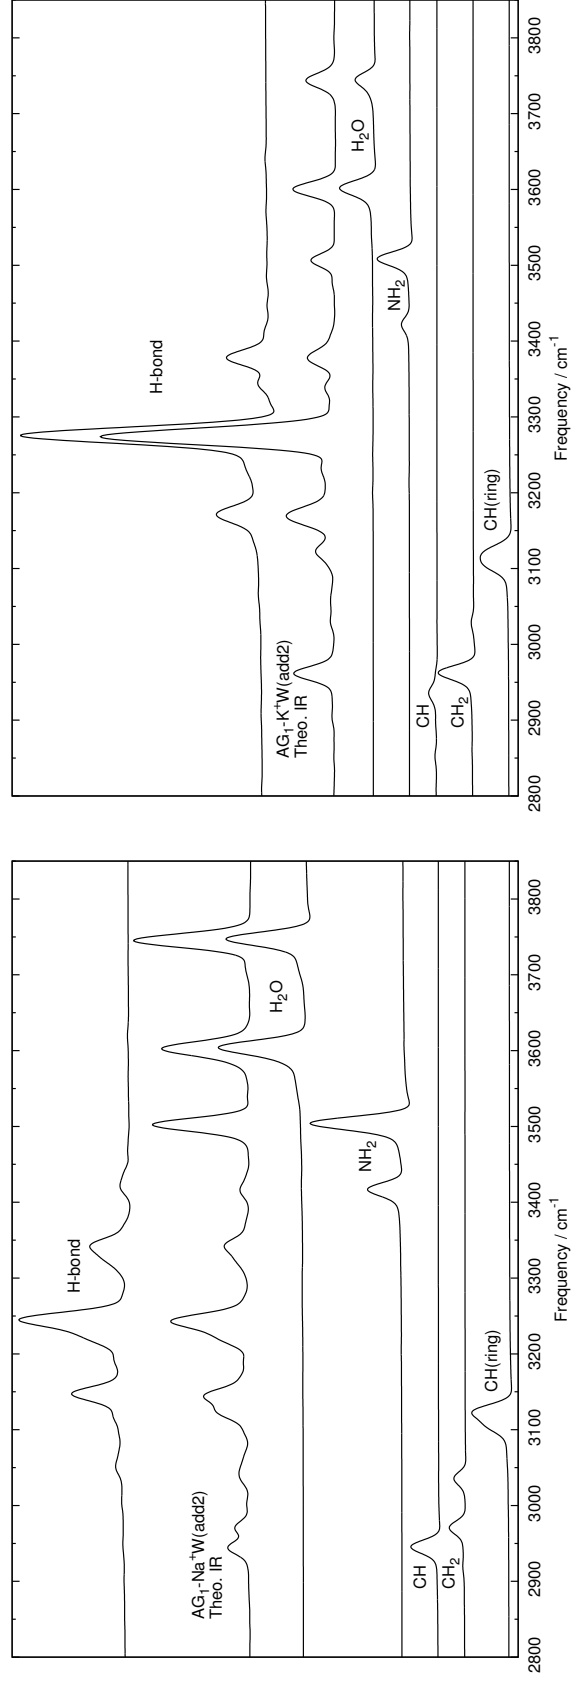 H-bond
AG1-Na+W(add2)
Theo. IR
H2O
NH2
CH
CH2
CH(ring)
2800 2900 3000 3100 3200 3300 3400 3500 3600 3700 3800
Frequency / cm-1
H-bond
AG1-K+W(add2)
Theo. IR
H2O
NH2
CH
CH2
CH(ring)
2800 2900 3000 3100 3200 3300 3400 3500 3600 3700 3800
Frequency / cm-1